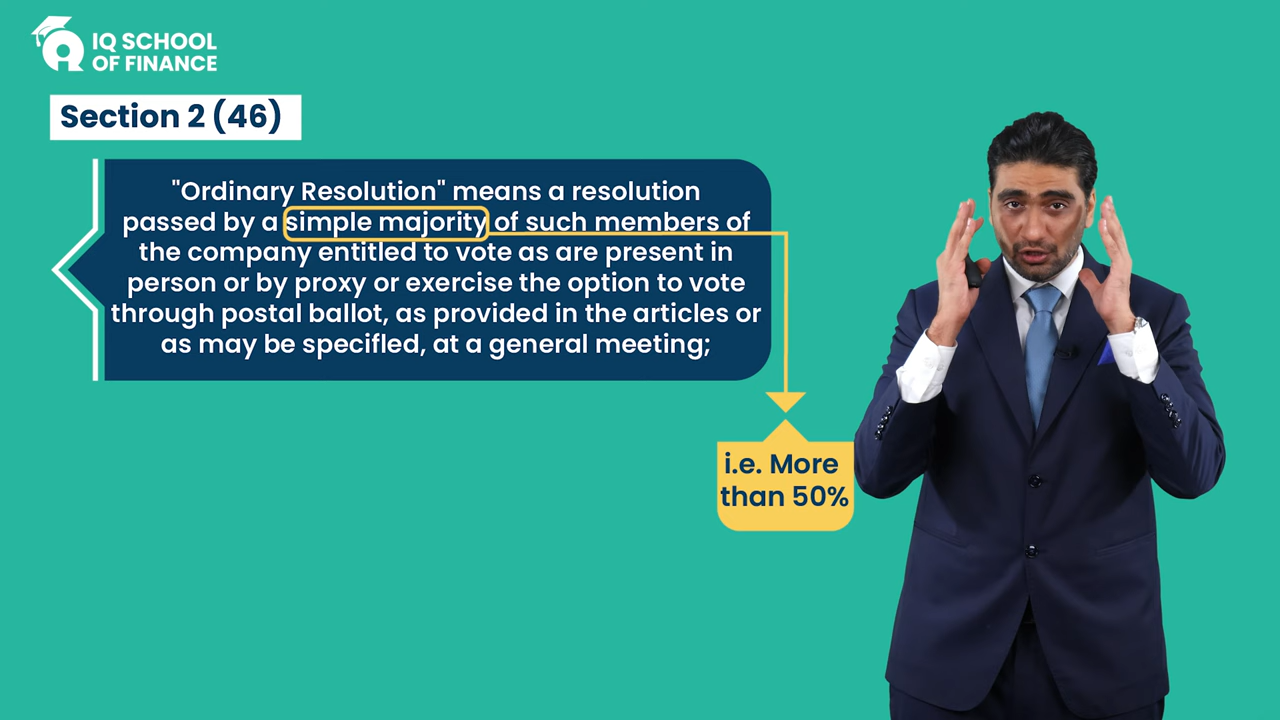 IQ SCHOOL
OF FINANCE
Section 2 (46)
"Ordinary Resolution" means a resolution
passed by a simple majority of such members of
the company entitled to vote as are present in
person or by proxy or exercise the option to vote
through postal ballot, as provided in the articles or
as may be specified, at a general meeting;
i.e. More
than 50%